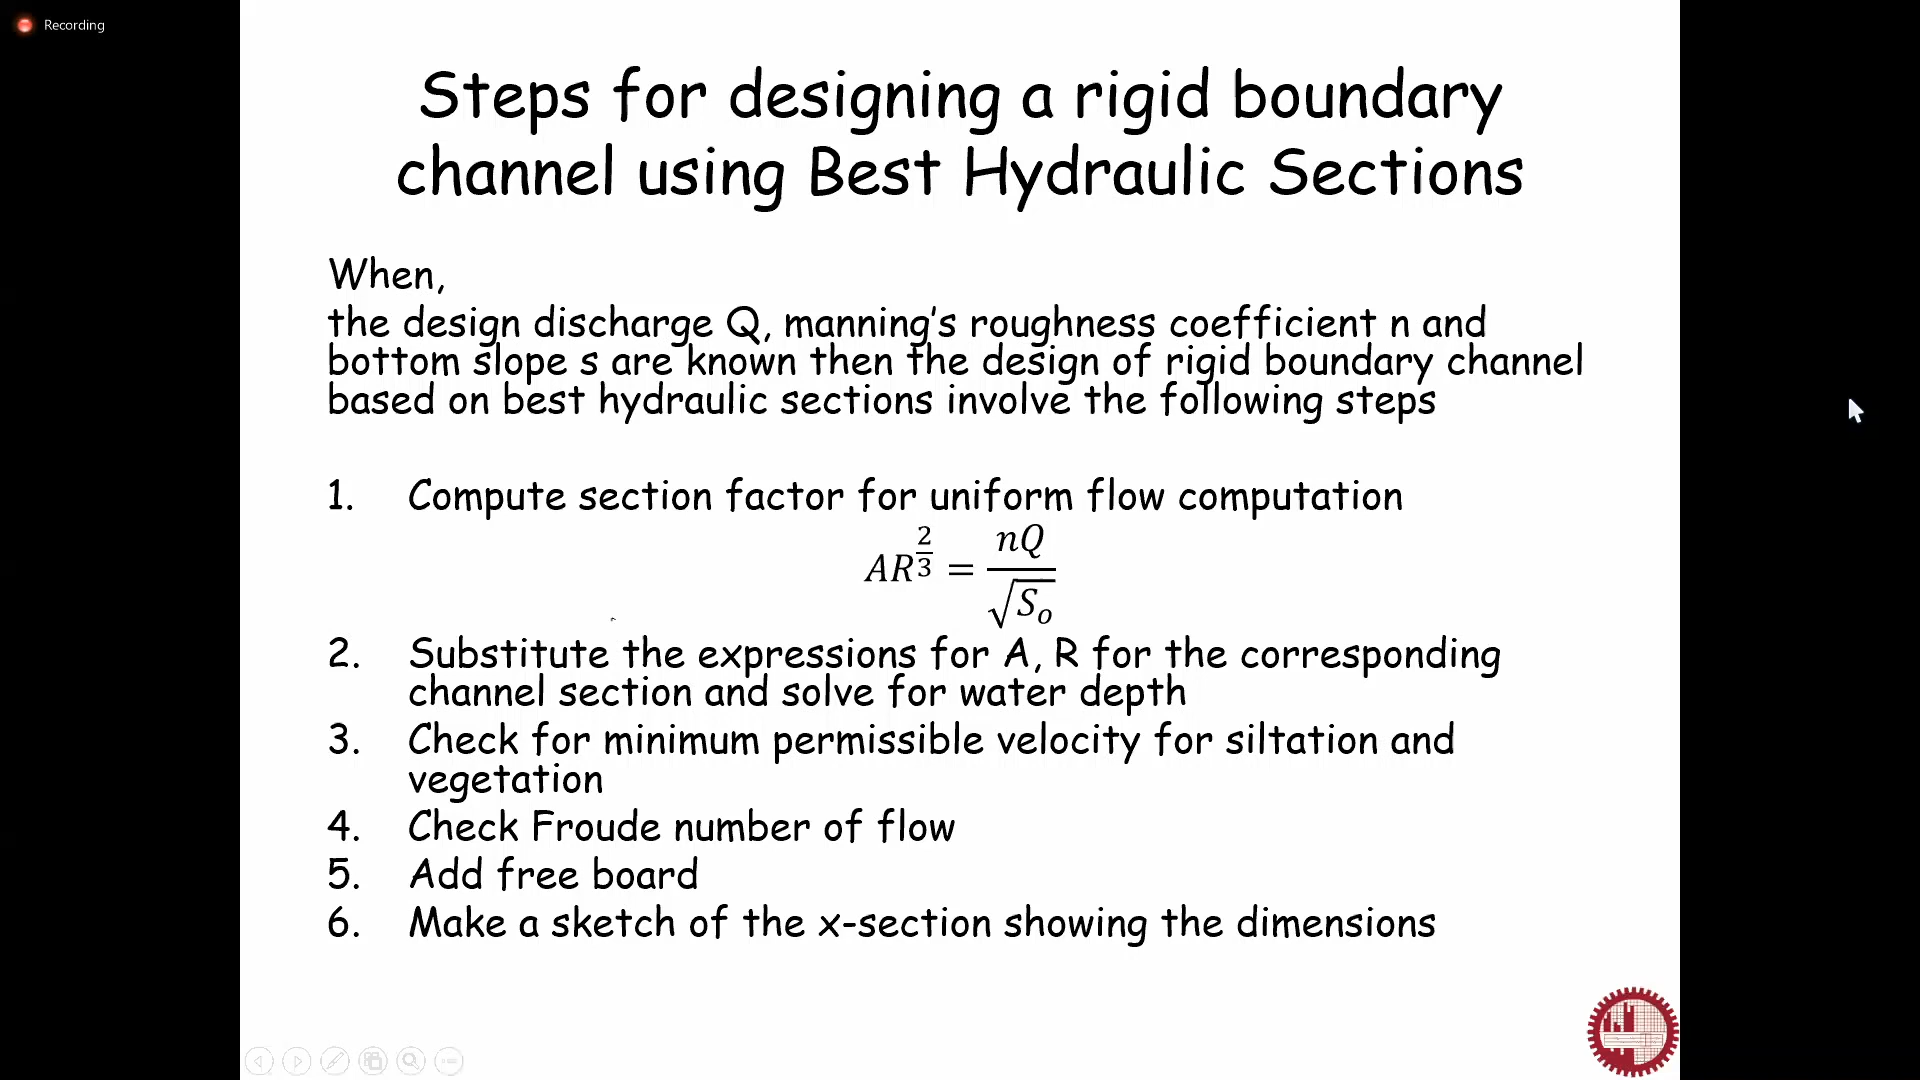 Recording
Steps for designing a rigid boundary
channel using Best Hydraulic Sections
When,
the design discharge Q, manning's roughness coefficient n and
bottom slope s are known then the design of rigid boundary channel
based on best hydraulic sections involve the following steps
1. Compute section factor for uniform flow computation
$AR^{\frac{2}{3}} = \frac{nQ}{\sqrt{S_o}}$
2. Substitute the expressions for A, R for the corresponding
channel section and solve for water depth
3. Check for minimum permissible velocity for siltation and
vegetation
4. Check Froude number of flow
5. Add free board
6. Make a sketch of the x-section showing the dimensions